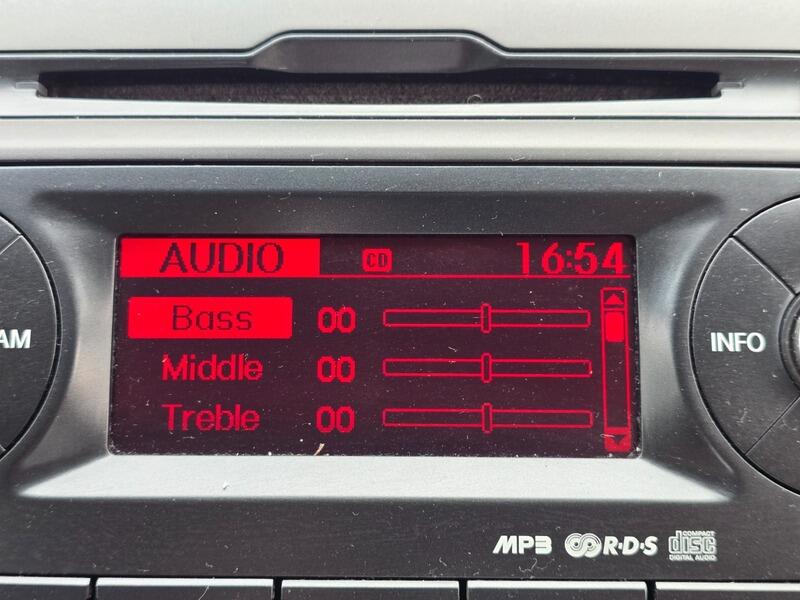 AUDIO CD 16:54
Bass 00
AM INFO
Middle 00
Treble 00
MP3 R·D·S COMPACT disc DIGITAL AUDIO